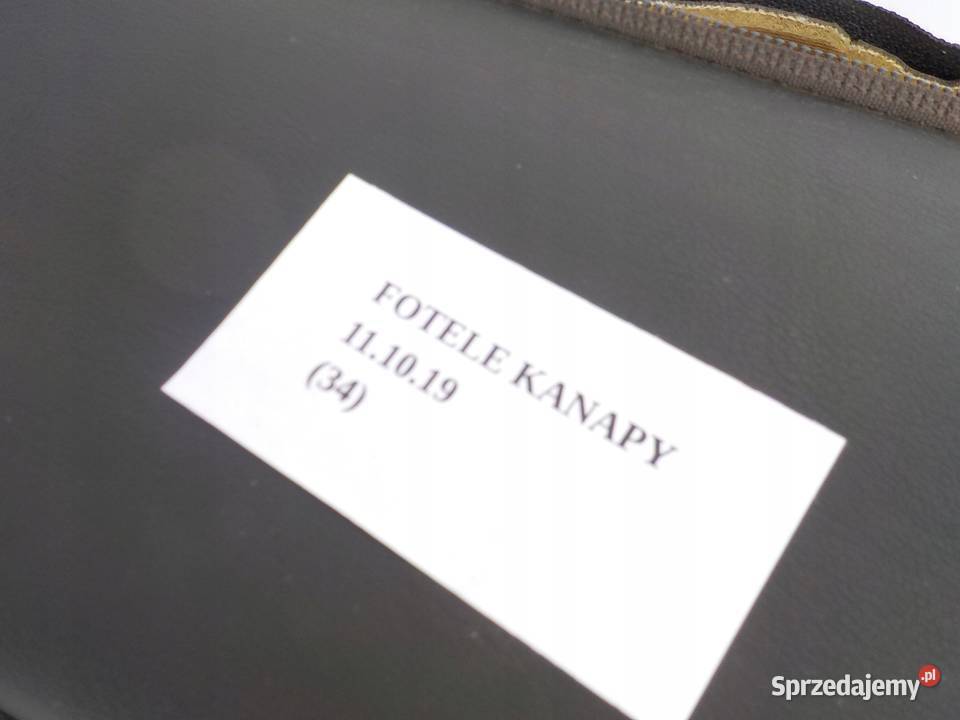 FOTELE KANAPY
11.10.19
(34)
Sprzedajemy.pl